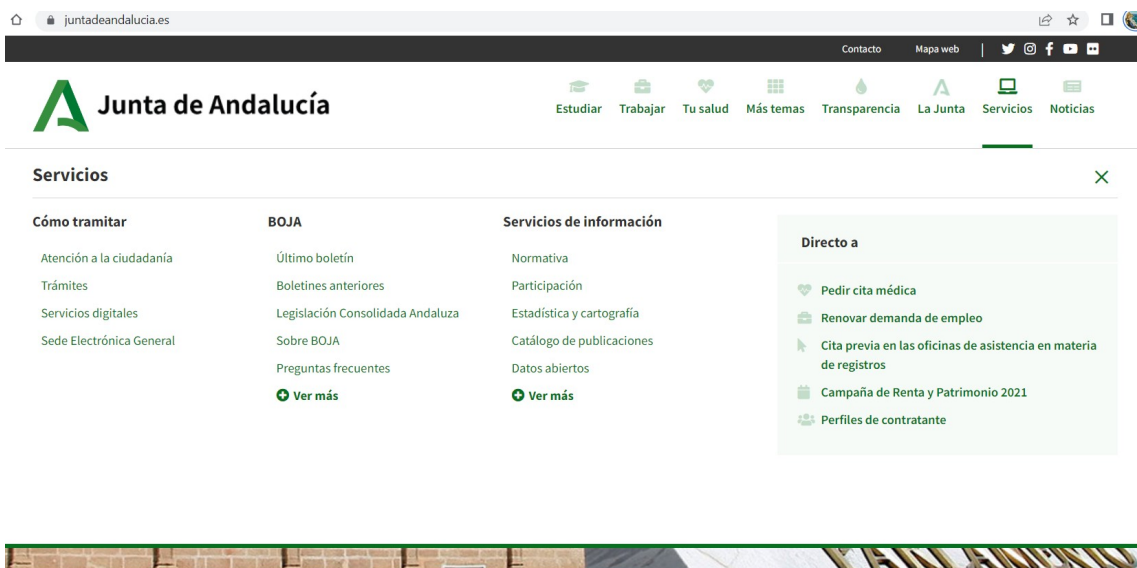 juntadeandalucia.es
Contacto Mapa web |
Junta de Andalucía
Estudiar Trabajar Tu salud Más temas Transparencia La Junta Servicios Noticias
Servicios
Cómo tramitar
Atención a la ciudadanía
Trámites
Servicios digitales
Sede Electrónica General
BOJA
Último boletín
Boletines anteriores
Legislación Consolidada Andaluza
Sobre BOJA
Preguntas frecuentes
Ver más
Servicios de información
Normativa
Participación
Estadística y cartografía
Catálogo de publicaciones
Datos abiertos
Ver más
Directo a
Pedir cita médica
Renovar demanda de empleo
Cita previa en las oficinas de asistencia en materia
de registros
Campaña de Renta y Patrimonio 2021
Perfiles de contratante